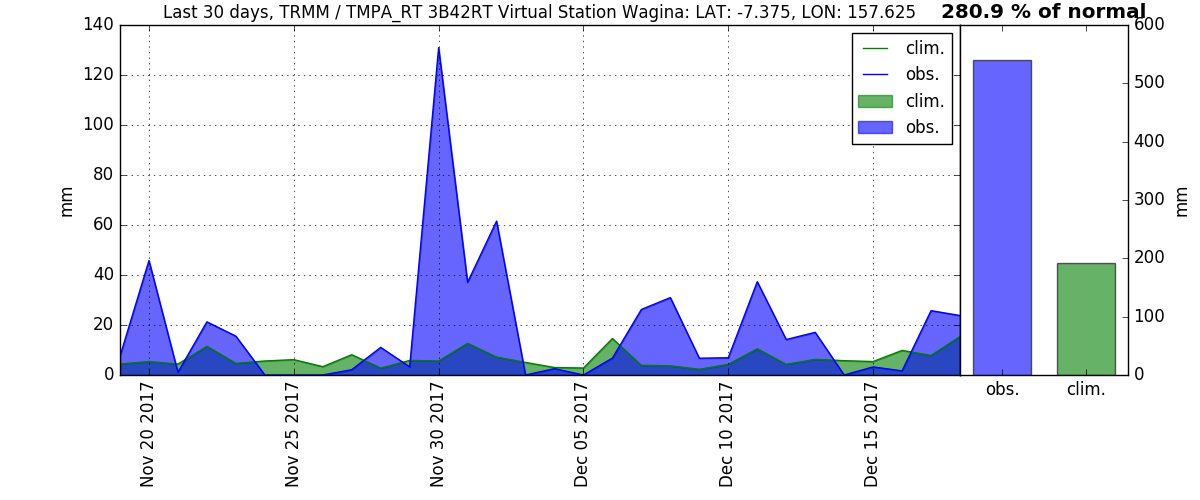 Last 30 days, TRMM / TMPA_RT 3B42RT Virtual Station Wagina: LAT: -7.375, LON: 157.625
280.9 % of normal
140
120
100
80
60
40
20
0
mm
clim.
obs.
clim.
obs.
Nov 20 2017
Nov 25 2017
Nov 30 2017
Dec 05 2017
Dec 10 2017
Dec 15 2017
600
500
400
300
200
100
0
mm
obs.
clim.